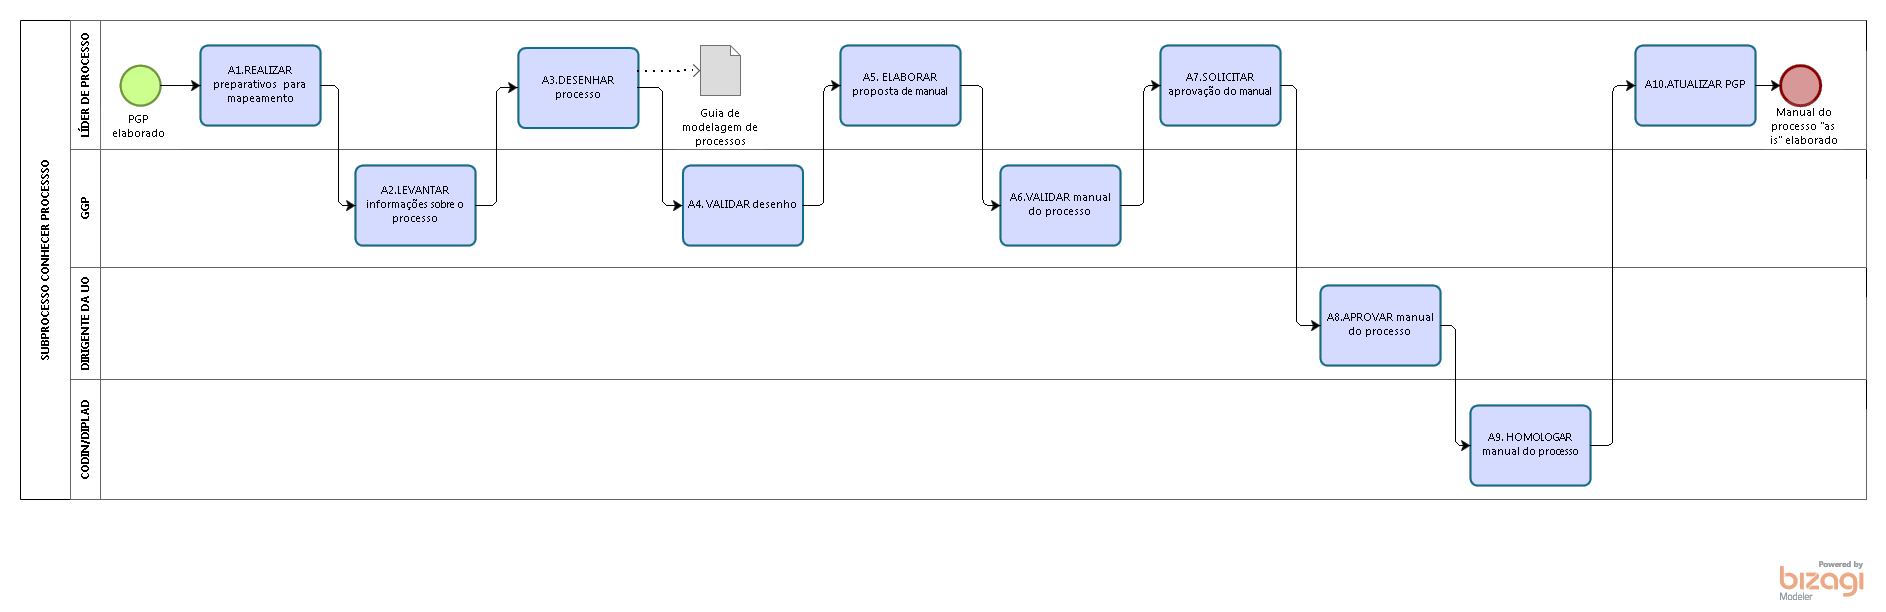 SUBPROCESSO CONHECER PROCESSSO
LÍDER DE PROCESSO
PGP
elaborado
A1.REALIZAR
preparativos para
mapeamento
A3.DESENHAR
processo
Guia de
modelagem de
processos
A5. ELABORAR
proposta de manual
A7.SOLICITAR
aprovação do manual
A10.ATUALIZAR PGP
Manual do
processo "as
is" elaborado
GGP
A2.LEVANTAR
informações sobre o
processo
A4. VALIDAR desenho
A6.VALIDAR manual
do processo
DIRIGENTE DA UO
A8.APROVAR manual
do processo
CODIN/DIPLAD
A9. HOMOLOGAR
manual do processo
Powered by
bizagi
Modeler